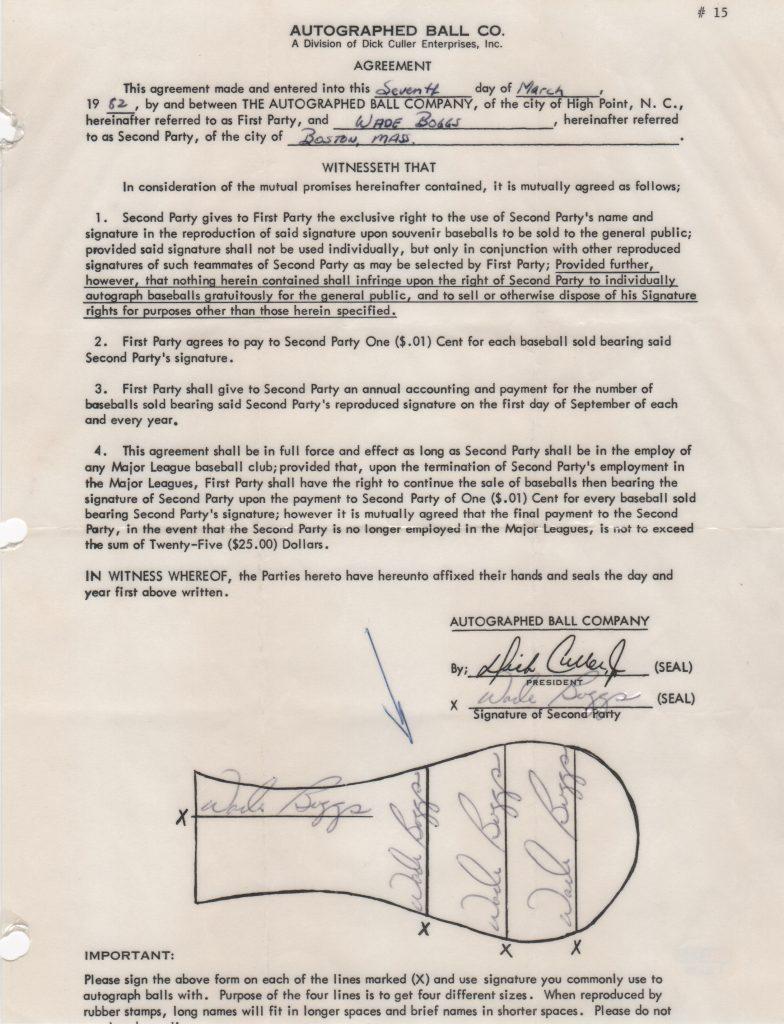 # 15
AUTOGRAPHED BALL CO.
A Division of Dick Culler Enterprises, Inc.
AGREEMENT
This agreement made and entered into this Seventh day of March,
19 82, by and between THE AUTOGRAPHED BALL COMPANY, of the city of High Point, N. C.,
hereinafter referred to as First Party, and WADE BOGGS, hereinafter referred
to as Second Party, of the city of BOSTON, MASS.
WITNESSETH THAT
In consideration of the mutual promises hereinafter contained, it is mutually agreed as follows;
1. Second Party gives to First Party the exclusive right to the use of Second Party's name and
signature in the reproduction of said signature upon souvenir baseballs to be sold to the general public;
provided said signature shall not be used individually, but only in conjunction with other reproduced
signatures of such teammates of Second Party as may be selected by First Party; Provided further,
however, that nothing herein contained shall infringe upon the right of Second Party to individually
autograph baseballs gratuitously for the general public, and to sell or otherwise dispose of his Signature
rights for purposes other than those herein specified.
2. First Party agrees to pay to Second Party One ($.01) Cent for each baseball sold bearing said
Second Party's signature.
3. First Party shall give to Second Party an annual accounting and payment for the number of
baseballs sold bearing said Second Party's reproduced signature on the first day of September of each
and every year.
4. This agreement shall be in full force and effect as long as Second Party shall be in the employ of
any Major League baseball club; provided that, upon the termination of Second Party's employment in
the Major Leagues, First Party shall have the right to continue the sale of baseballs then bearing the
signature of Second Party upon the payment to Second Party of One ($.01) Cent for every baseball sold
bearing Second Party's signature; however it is mutually agreed that the final payment to the Second
Party, in the event that the Second Party is no longer employed in the Major Leagues, is not to exceed
the sum of Twenty-Five ($25.00) Dollars.
IN WITNESS WHEREOF, the Parties hereto have hereunto affixed their hands and seals the day and
year first above written.
AUTOGRAPHED BALL COMPANY
By; Dick Culler Jr (SEAL)
PRESIDENT
X Wade Boggs (SEAL)
Signature of Second Party
X Wade Boggs
Wade Boggs
X
Wade Boggs
X
Wade Boggs
X
IMPORTANT:
Please sign the above form on each of the lines marked (X) and use signature you commonly use to
autograph balls with. Purpose of the four lines is to get four different sizes. When reproduced by
rubber stamps, long names will fit in longer spaces and brief names in shorter spaces. Please do not